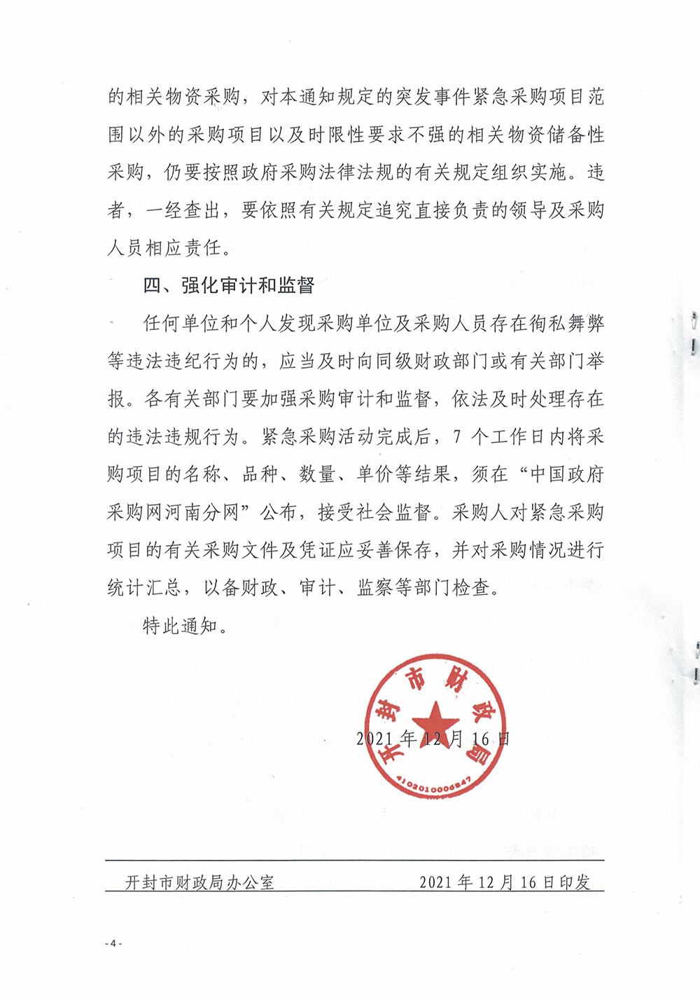 的相关物资采购，对本通知规定的突发事件紧急采购项目范
围以外的采购项目以及时限性要求不强的相关物资储备性
采购，仍要按照政府采购法律法规的有关规定组织实施。违
者，一经查出，要依照有关规定追究直接负责的领导及采购
人员相应责任。
四、强化审计和监督
任何单位和个人发现采购单位及采购人员存在徇私舞弊
等违法违纪行为的，应当及时向同级财政部门或有关部门举
报。各有关部门要加强采购审计和监督，依法及时处理存在
的违法违规行为。紧急采购活动完成后，7 个工作日内将采
购项目的名称、品种、数量、单价等结果，须在“中国政府
采购网河南分网”公布，接受社会监督。采购人对紧急采购
项目的有关采购文件及凭证应妥善保存，并对采购情况进行
统计汇总，以备财政、审计、监察等部门检查。
特此通知。
开封市财政局
2021 年 12 月 16 日
4102010006847
开封市财政局办公室 2021 年 12 月 16 日印发
- 4 -